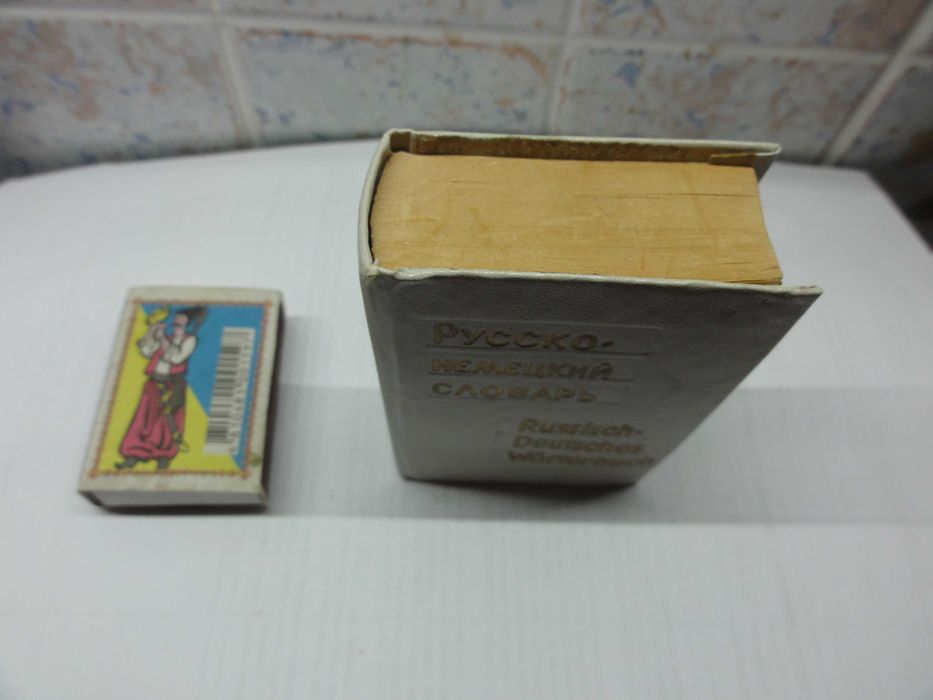 Русско-
немецкий
словарь
Russisch-
Deutsches
Wörterbuch